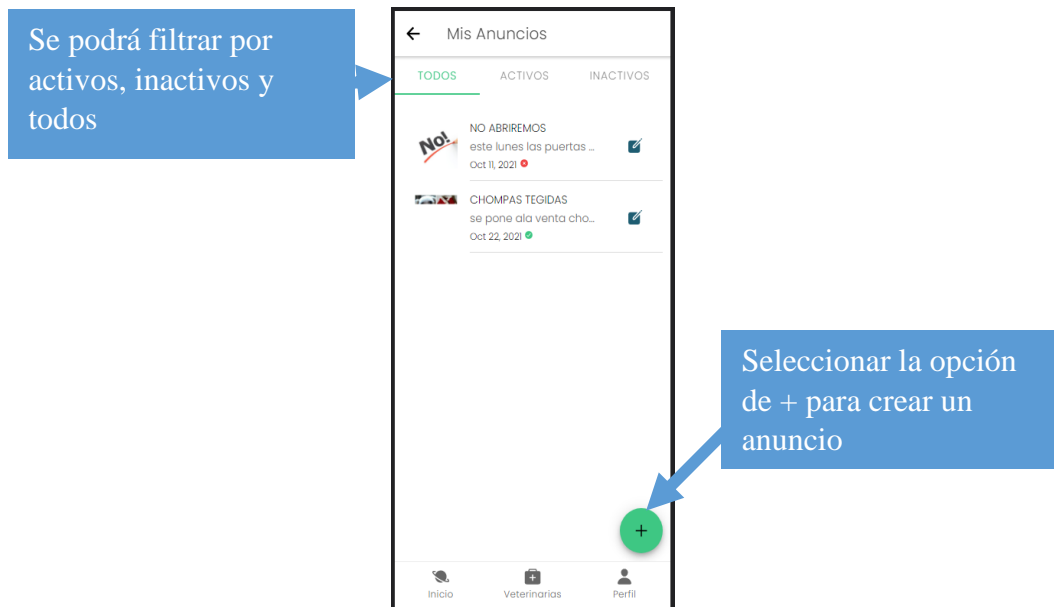 Se podrá filtrar por
activos, inactivos y
todos
Mis Anuncios
TODOS ACTIVOS INACTIVOS
No!
NO ABRIREMOS
este lunes las puertas ...
Oct 11, 2021
CHOMPAS TEGIDAS
se pone ala venta cho...
Oct 22, 2021
Seleccionar la opción
de + para crear un
anuncio
+
Inicio Veterinarias Perfil